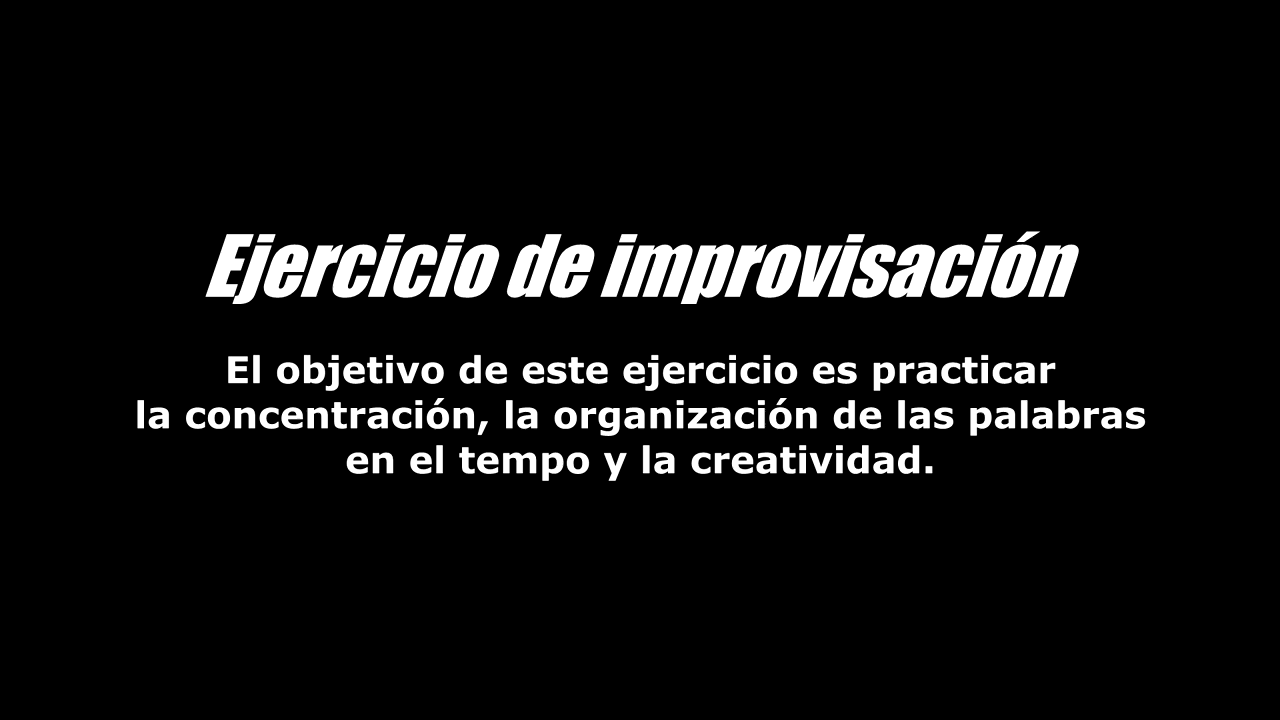 Ejercicio de improvisación
El objetivo de este ejercicio es practicar
la concentración, la organización de las palabras
en el tempo y la creatividad.